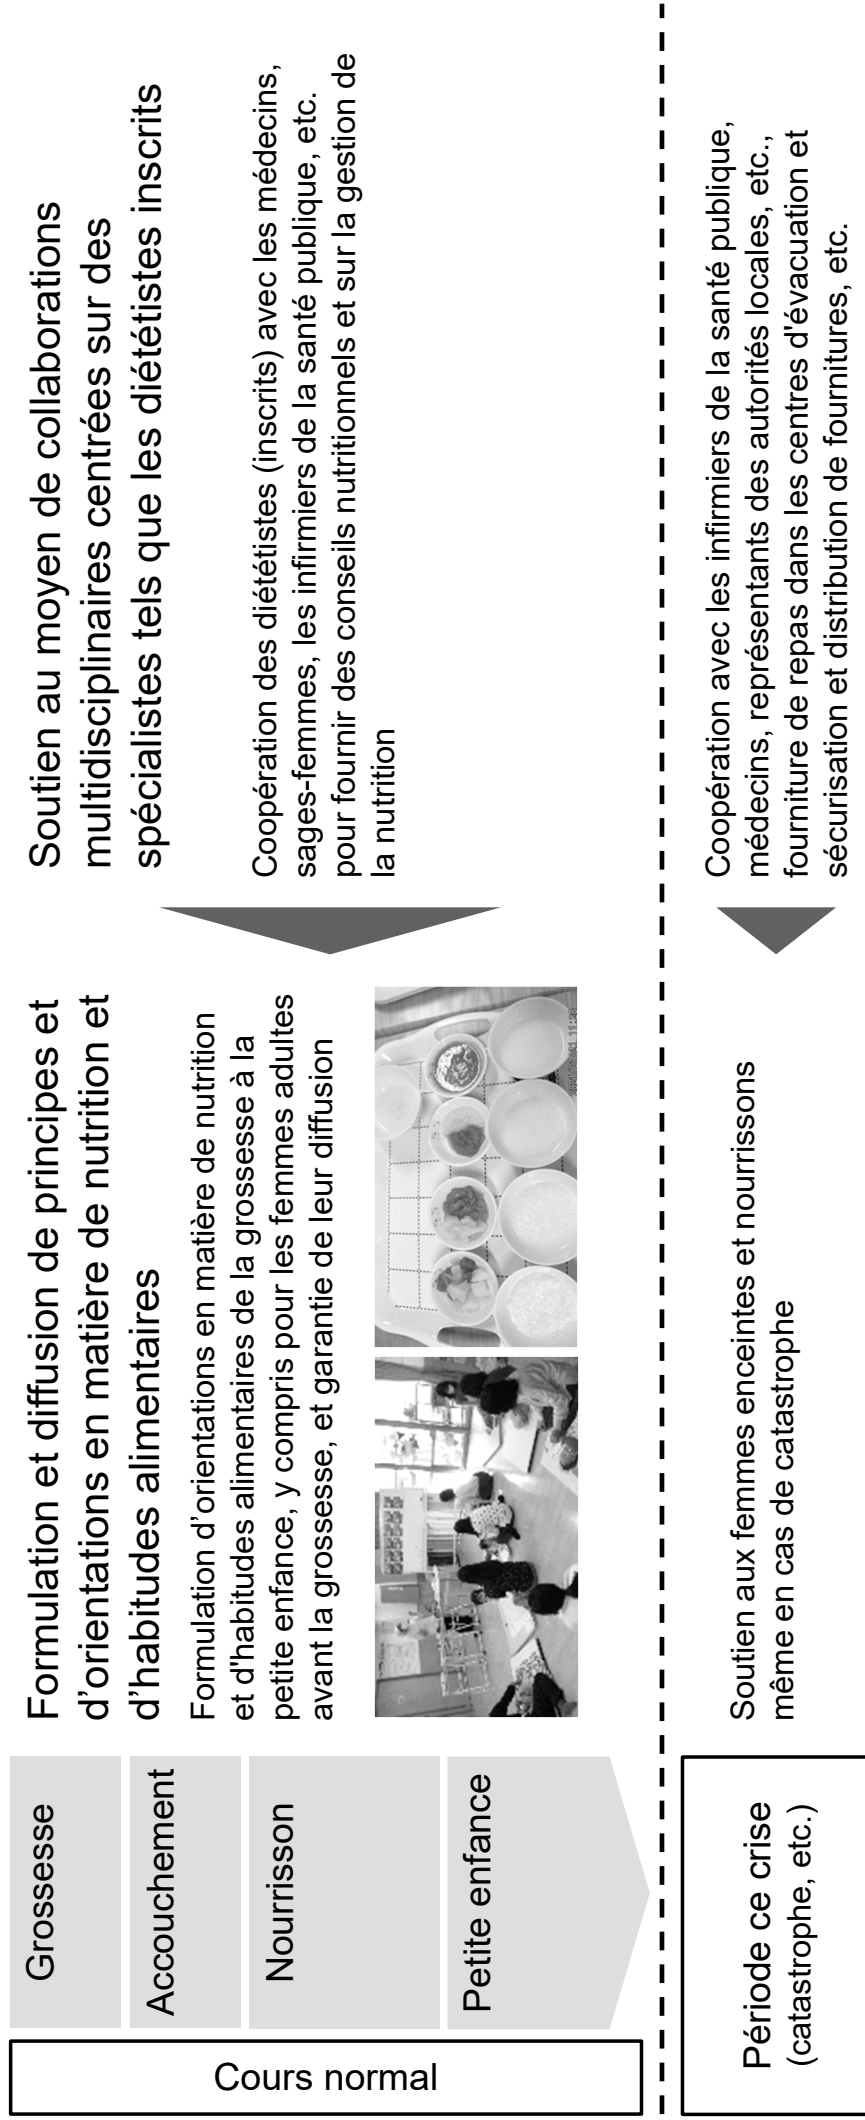 Cours normal
Grossesse
Accouchement
Nourrisson
Petite enfance
Formulation et diffusion de principes et
d'orientations en matière de nutrition et
d'habitudes alimentaires
Formulation d'orientations en matière de nutrition
et d'habitudes alimentaires de la grossesse à la
petite enfance, y compris pour les femmes adultes
avant la grossesse, et garantie de leur diffusion
Soutien au moyen de collaborations
multidisciplinaires centrées sur des
spécialistes tels que les diététistes inscrits
Coopération des diététistes (inscrits) avec les médecins,
sages-femmes, les infirmiers de la santé publique, etc.
pour fournir des conseils nutritionnels et sur la gestion de
la nutrition
Période ce crise
(catastrophe, etc.)
Soutien aux femmes enceintes et nourrissons
même en cas de catastrophe
Coopération avec les infirmiers de la santé publique,
médecins, représentants des autorités locales, etc.,
fourniture de repas dans les centres d'évacuation et
sécurisation et distribution de fournitures, etc.